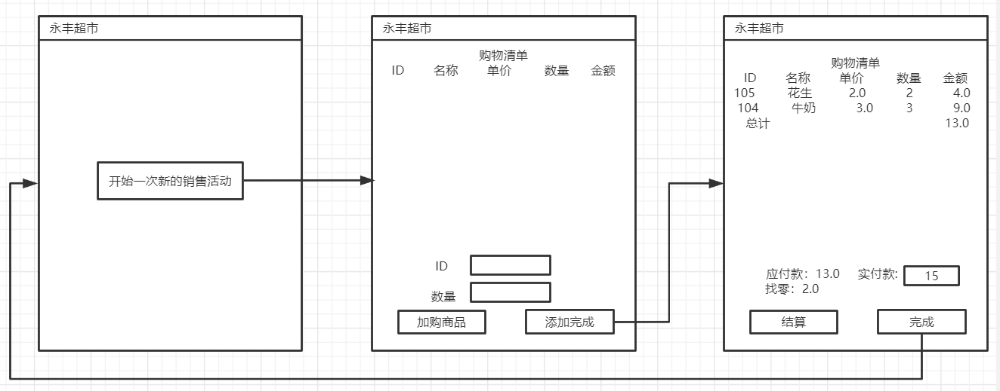 永丰超市
开始一次新的销售活动
永丰超市
购物清单
ID 名称 单价 数量 金额
ID
数量
加购商品 添加完成
永丰超市
购物清单
ID 名称 单价 数量 金额
105 花生 2.0 2 4.0
104 牛奶 3.0 3 9.0
总计 13.0
应付款：13.0 实付款: 15
找零：2.0
结算 完成